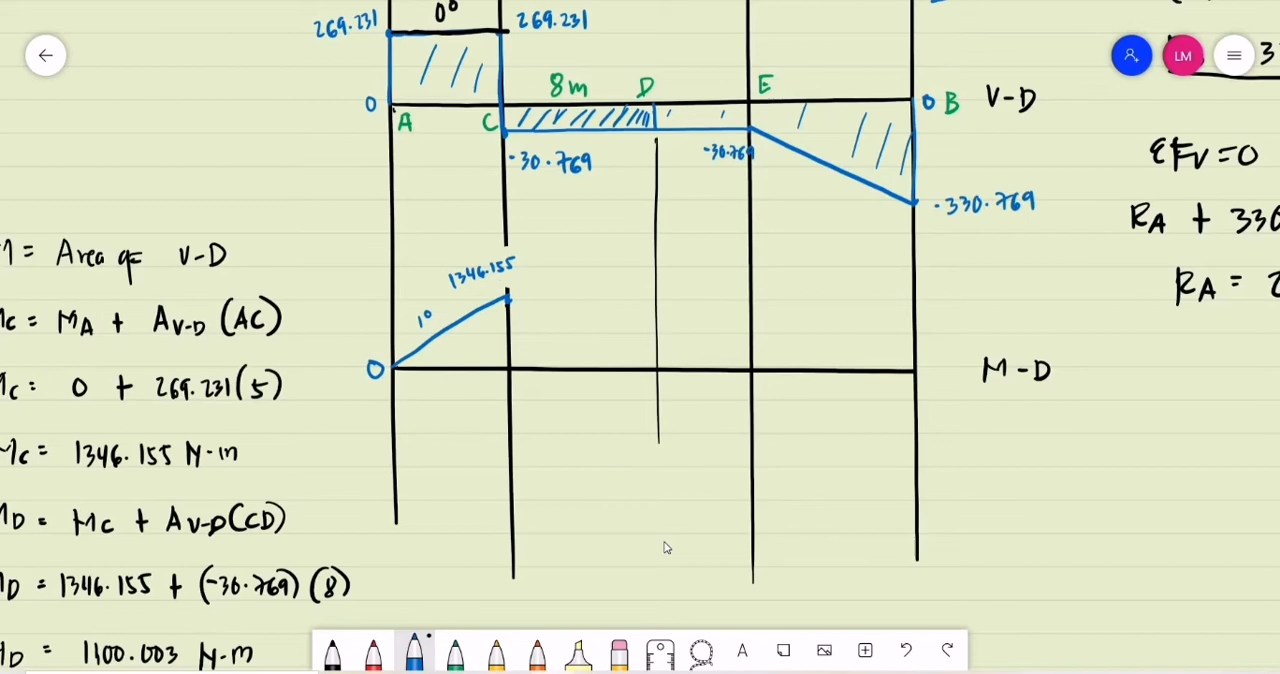 269.231 0° 269.231
3
LM
0 8m D E 0 B V-D
A C
-30.769 -30.769
-330.769
ΣFv = 0
RA + 330
RA = 2
M = Area of V-D
Mc = MA + AV-D (AC)
Mc = 0 + 269.231(5)
Mc = 1346.155 N-m
MD = Mc + AV-D(CD)
MD = 1346.155 + (-30.769)(8)
MD = 1100.003 N-m
1346.155
1°
0 M-D
A